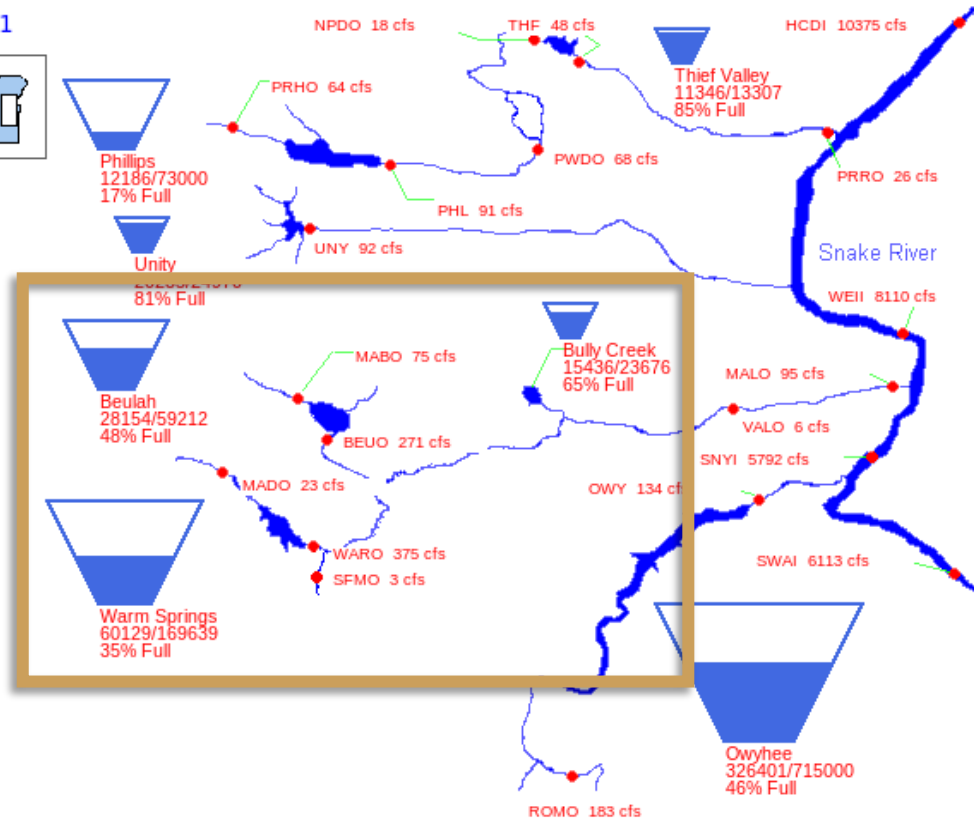 1
NPDO 18 cfs
THF 48 cfs
HCDI 10375 cfs
PRHO 64 cfs
Thief Valley
11346/13307
85% Full
Phillips
12186/73000
17% Full
PWDO 68 cfs
PRRO 26 cfs
PHL 91 cfs
UNY 92 cfs
Snake River
Unity
81% Full
WEII 8110 cfs
MABO 75 cfs
Bully Creek
15436/23676
65% Full
MALO 95 cfs
Beulah
28154/59212
48% Full
VALO 6 cfs
BEUO 271 cfs
SNYI 5792 cfs
MADO 23 cfs
OWY 134 cfs
WARO 375 cfs
SWAI 6113 cfs
SFMO 3 cfs
Warm Springs
60129/169639
35% Full
Owyhee
326401/715000
46% Full
ROMO 183 cfs